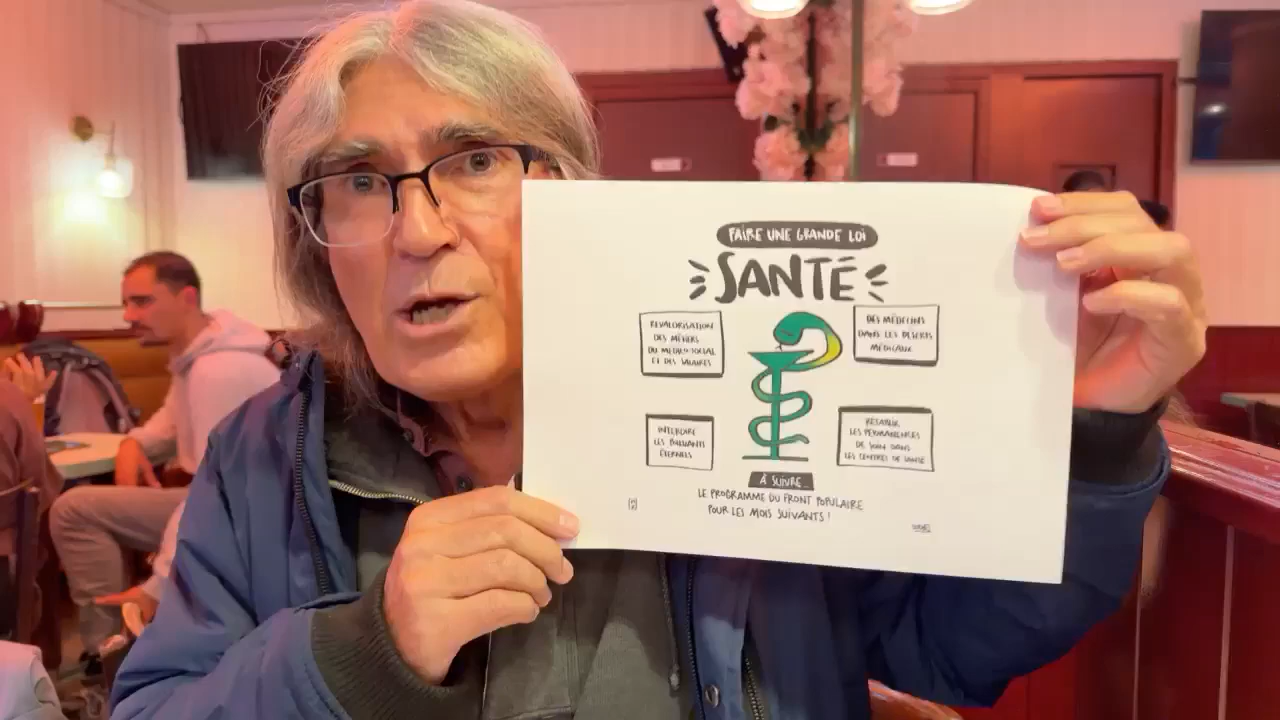 FAIRE UNE GRANDE LOI
SANTÉ
REVALORISATION
DES MÉTIERS
DU MÉDICO-SOCIAL
ET DES SALAIRES
DES MÉDECINS
DANS LES DÉSERTS
MÉDICAUX
INTERDIRE
LES POLLUANTS
ÉTERNELS
RÉTABLIR
LES PERMANENCES
DE SOIN DANS
LES CENTRES DE SANTÉ
À SUIVRE...
LE PROGRAMME DU FRONT POPULAIRE
POUR LES MOIS SUIVANTS !